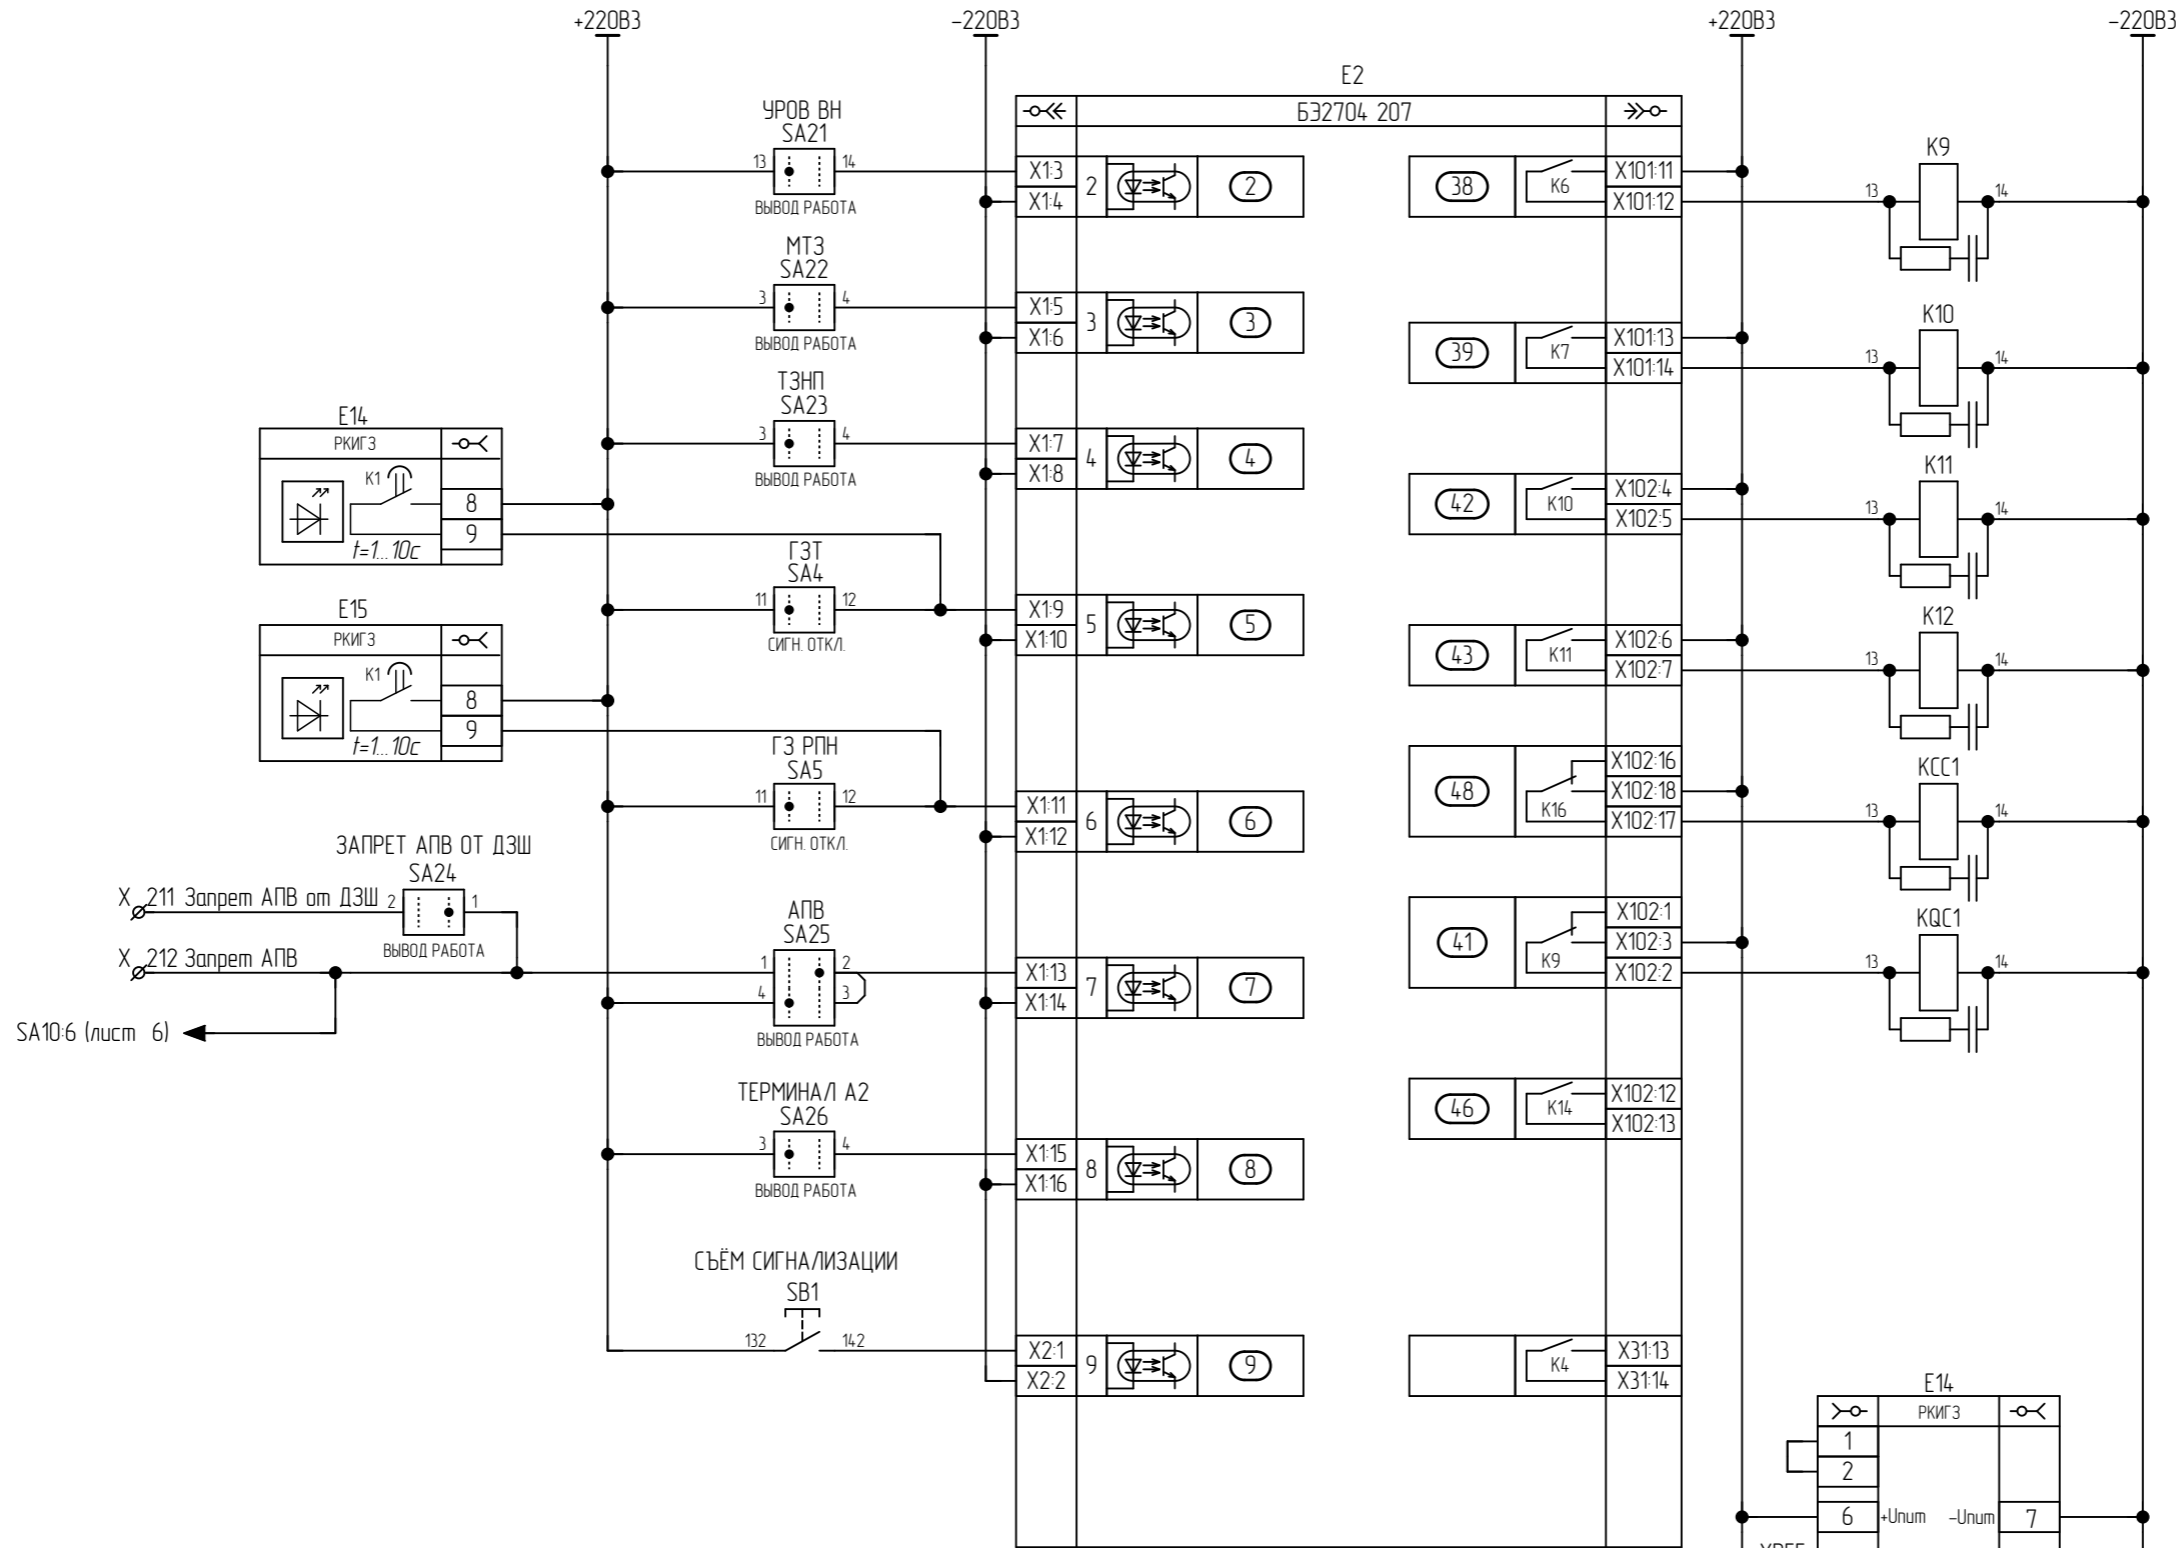 +220В3
-220В3
+220В3
-220В3
E2
БЭ2704 207
УРОВ ВН
SA21
13
14
ВЫВОД РАБОТА
X1:3
X1:4
2
2
38
K6
X101:11
X101:12
K9
13
14
МТЗ
SA22
3
4
ВЫВОД РАБОТА
X1:5
X1:6
3
3
39
K7
X101:13
X101:14
K10
13
14
ТЗНП
SA23
3
4
ВЫВОД РАБОТА
X1:7
X1:8
4
4
42
K10
X102:4
X102:5
K11
13
14
E14
РКИГЗ
K1
8
9
t=1...10c
ГЗТ
SA4
11
12
СИГН. ОТКЛ.
X1:9
X1:10
5
5
43
K11
X102:6
X102:7
K12
13
14
E15
РКИГЗ
K1
8
9
t=1...10c
ГЗ РПН
SA5
11
12
СИГН. ОТКЛ.
X1:11
X1:12
6
6
48
K16
X102:16
X102:18
X102:17
KCC1
13
14
ЗАПРЕТ АПВ ОТ ДЗШ
SA24
X 211 Запрет АПВ от ДЗШ
2
1
ВЫВОД РАБОТА
X 212 Запрет АПВ
SA10:6 (лист 6)
АПВ
SA25
1
2
4
3
ВЫВОД РАБОТА
X1:13
X1:14
7
7
41
K9
X102:1
X102:3
X102:2
KQC1
13
14
ТЕРМИНАЛ А2
SA26
3
4
ВЫВОД РАБОТА
X1:15
X1:16
8
8
46
K14
X102:12
X102:13
СЪЁМ СИГНАЛИЗАЦИИ
SB1
132
142
X2:1
X2:2
9
9
K4
X31:13
X31:14
E14
РКИГЗ
1
2
6
+Uпит
-Uпит
7